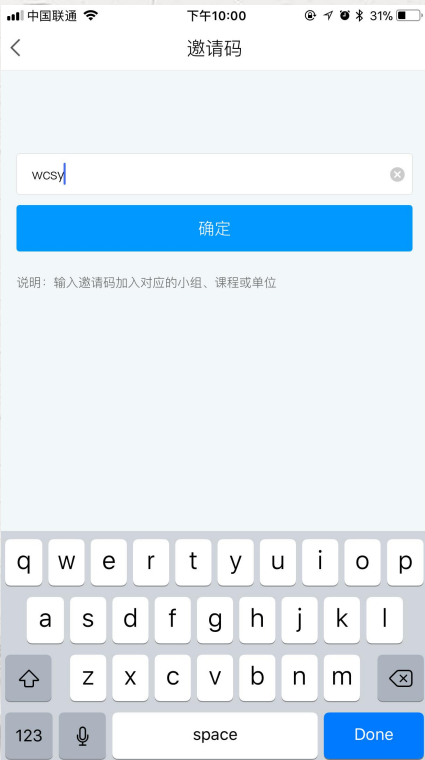 中国联通 下午10:00 31%
邀请码
wcsy
确定
说明：输入邀请码加入对应的小组、课程或单位
q w e r t y u i o p
a s d f g h j k l
z x c v b n m
123 space Done